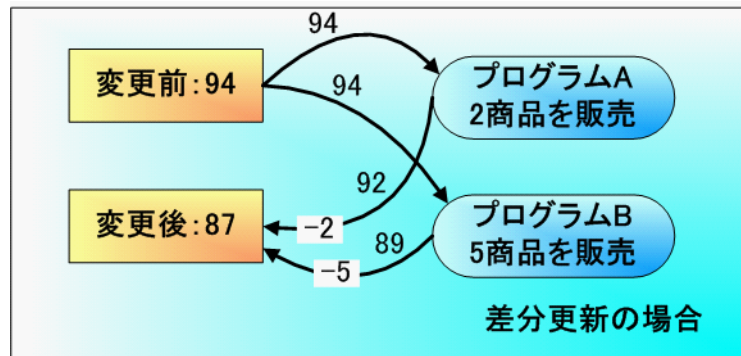 94
変更前:94
94
プログラムA
2商品を販売
92
変更後:87
-2
プログラムB
5商品を販売
89
-5
差分更新の場合